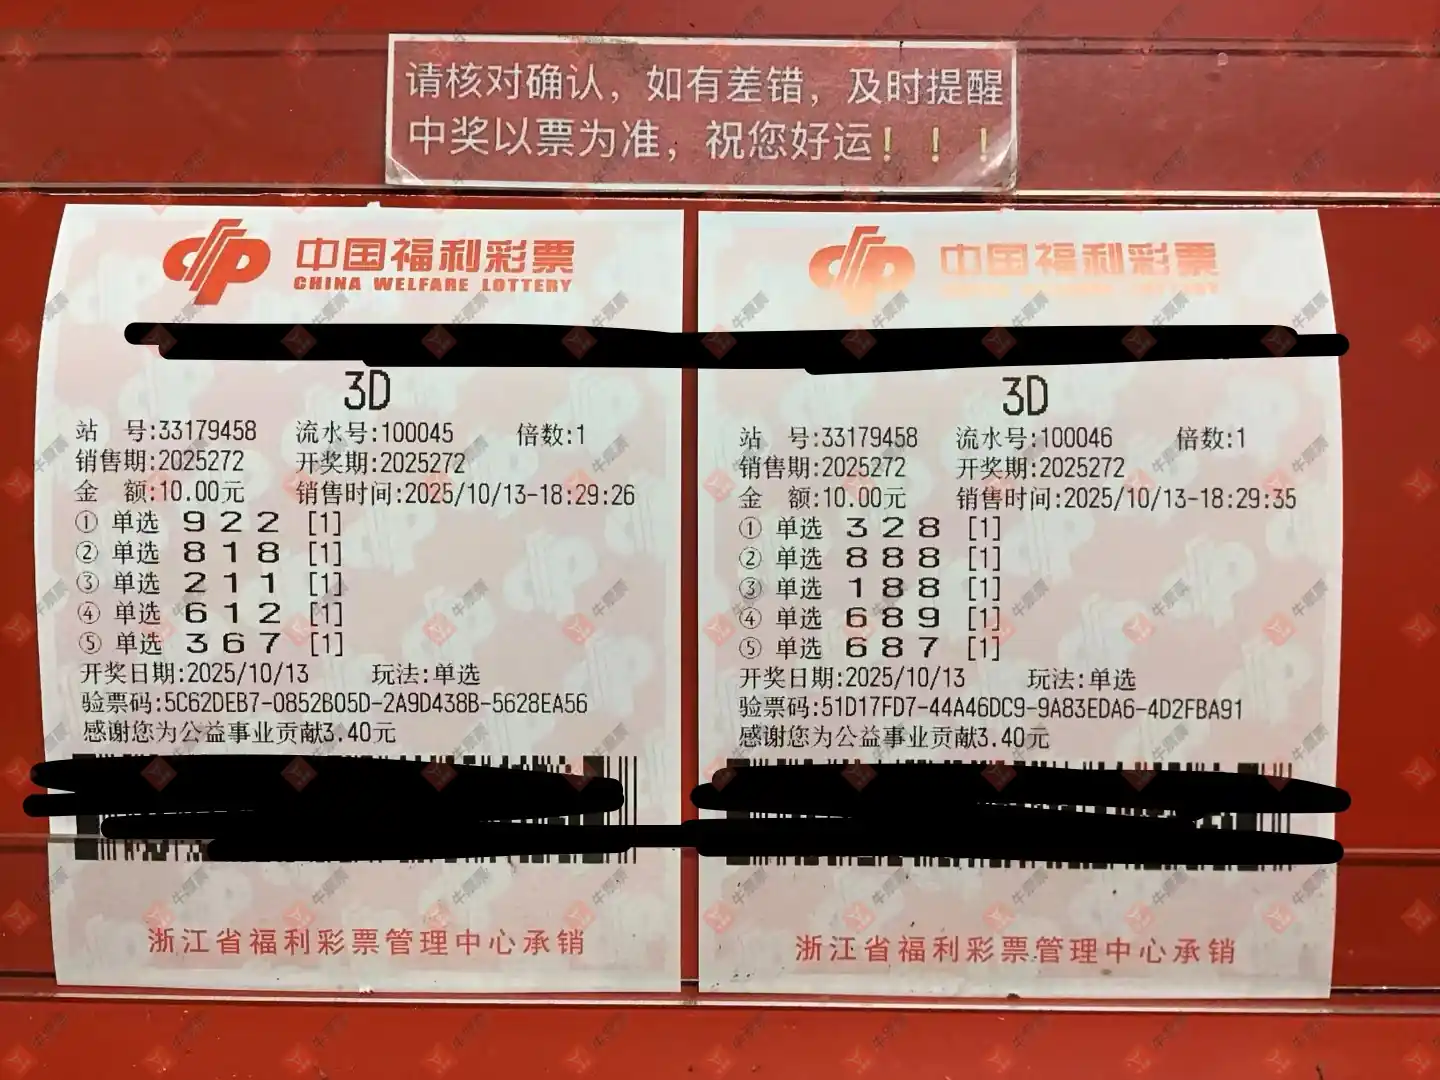 请核对确认，如有差错，及时提醒
中奖以票为准，祝您好运！！！
中国福利彩票
CHINA WELFARE LOTTERY
3D
站 号:33179458 流水号:100045 倍数:1
销售期:2025272 开奖期:2025272
金 额:10.00元 销售时间:2025/10/13-18:29:26
① 单选 9 2 2 [1]
② 单选 8 1 8 [1]
③ 单选 2 1 1 [1]
④ 单选 6 1 2 [1]
⑤ 单选 3 6 7 [1]
开奖日期:2025/10/13 玩法:单选
验票码:5C62DEB7-0852B05D-2A9D438B-5628EA56
感谢您为公益事业贡献3.40元
浙江省福利彩票管理中心承销
中国福利彩票
CHINA WELFARE LOTTERY
3D
站 号:33179458 流水号:100046 倍数:1
销售期:2025272 开奖期:2025272
金 额:10.00元 销售时间:2025/10/13-18:29:35
① 单选 3 2 8 [1]
② 单选 8 8 8 [1]
③ 单选 1 8 8 [1]
④ 单选 6 8 9 [1]
⑤ 单选 6 8 7 [1]
开奖日期:2025/10/13 玩法:单选
验票码:51D17FD7-44A46DC9-9A83EDA6-4D2FBA91
感谢您为公益事业贡献3.40元
浙江省福利彩票管理中心承销